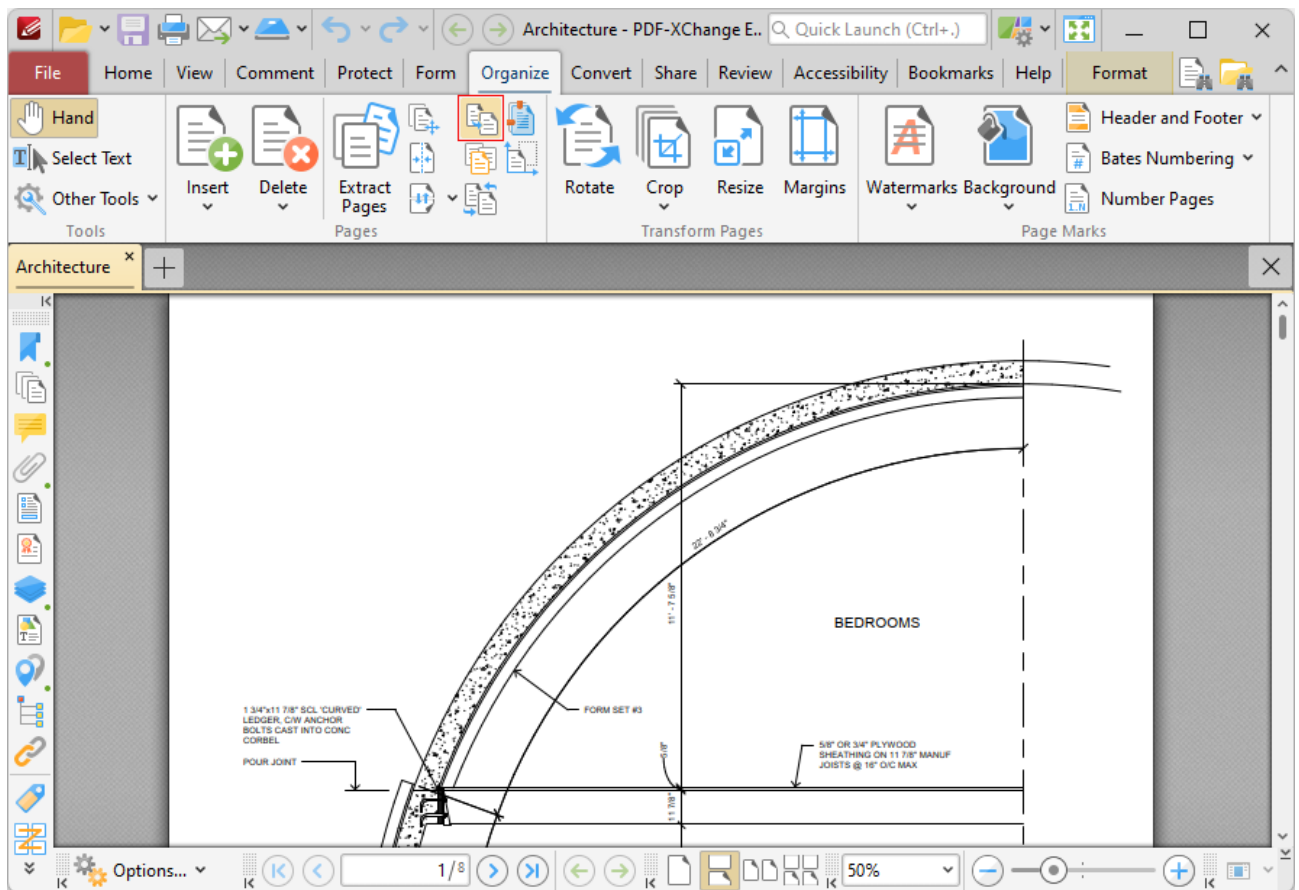 Architecture - PDF-XChange E..
Quick Launch (Ctrl+.)
File Home View Comment Protect Form Organize Convert Share Review Accessibility Bookmarks Help Format
Hand
Select Text
Other Tools
Tools
Insert
Delete
Extract
Pages
Pages
Rotate
Crop
Resize
Margins
Transform Pages
Watermarks
Background
Header and Footer
Bates Numbering
Number Pages
Page Marks
Architecture
22' - 8 3/4"
11' - 7 5/8"
BEDROOMS
1 3/4"x11 7/8" SCL 'CURVED'
LEDGER, C/W ANCHOR
BOLTS CAST INTO CONC
CORBEL
POUR JOINT
FORM SET #3
5/8"
5/8" OR 3/4" PLYWOOD
SHEATHING ON 11 7/8" MANUF
JOISTS @ 16" O/C MAX
11 7/8"
Options...
1/8
50%